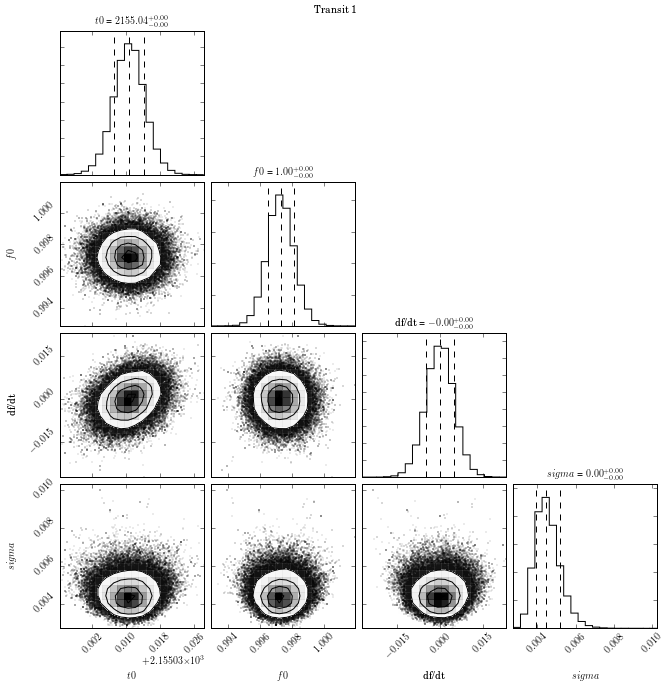 Transit 1
t0 = 2155.04 +0.00 −0.00
f0 = 1.00 +0.00 −0.00
1.000
0.998
0.996
0.994
f0
df/dt = −0.00 +0.00 −0.00
0.015
0.000
−0.015
df/dt
sigma = 0.00 +0.00 −0.00
0.010
0.008
0.006
0.004
sigma
0.002 0.010 0.018 0.026
+2.15503×10³
t0
0.994 0.996 0.998 1.000
f0
−0.015 0.000 0.015
df/dt
0.004 0.006 0.008 0.010
sigma